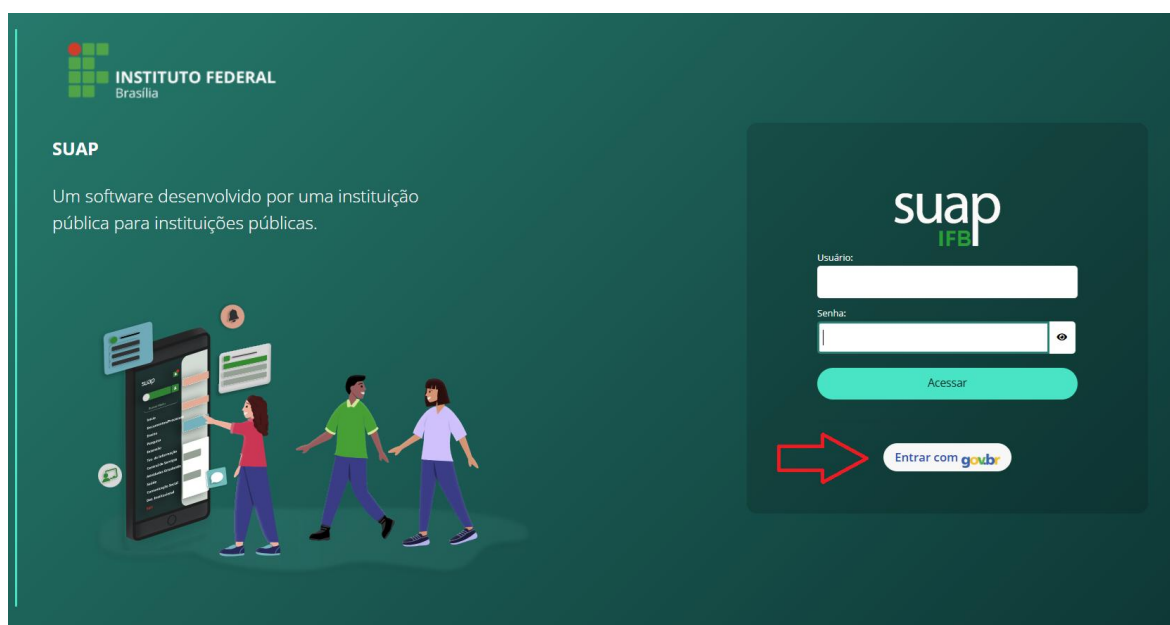 INSTITUTO FEDERAL
Brasília
SUAP
Um software desenvolvido por uma instituição
pública para instituições públicas.
suap
IFB
Usuário:
Senha:
Acessar
Entrar com gov.br
suap